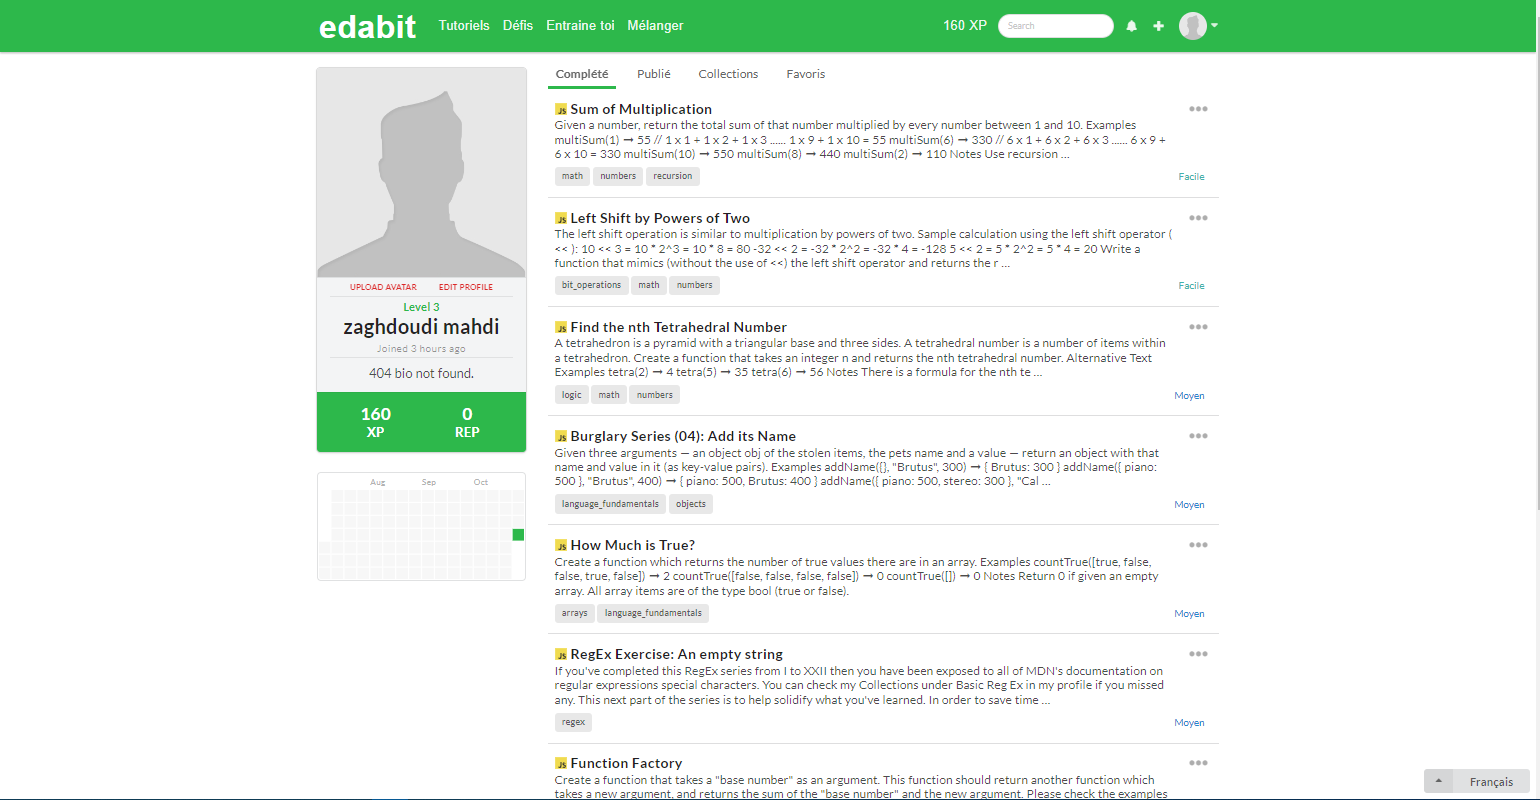 edabit
Tutoriels Défis Entraine toi Mélanger
160 XP
Search
UPLOAD AVATAR EDIT PROFILE
Level 3
zaghdoudi mahdi
Joined 3 hours ago
404 bio not found.
160 0
XP REP
Aug Sep Oct
Complété Publié Collections Favoris
JS Sum of Multiplication
Given a number, return the total sum of that number multiplied by every number between 1 and 10. Examples
multiSum(1) ➞ 55 // 1 x 1 + 1 x 2 + 1 x 3 ...... 1 x 9 + 1 x 10 = 55 multiSum(6) ➞ 330 // 6 x 1 + 6 x 2 + 6 x 3 ...... 6 x 9 +
6 x 10 = 330 multiSum(10) ➞ 550 multiSum(8) ➞ 440 multiSum(2) ➞ 110 Notes Use recursion ...
math numbers recursion
Facile
JS Left Shift by Powers of Two
The left shift operation is similar to multiplication by powers of two. Sample calculation using the left shift operator (
<< ): 10 << 3 = 10 * 2^3 = 10 * 8 = 80 -32 << 2 = -32 * 2^2 = -32 * 4 = -128 5 << 2 = 5 * 2^2 = 5 * 4 = 20 Write a
function that mimics (without the use of <<) the left shift operator and returns the r ...
bit_operations math numbers
Facile
JS Find the nth Tetrahedral Number
A tetrahedron is a pyramid with a triangular base and three sides. A tetrahedral number is a number of items within
a tetrahedron. Create a function that takes an integer n and returns the nth tetrahedral number. Alternative Text
Examples tetra(2) ➞ 4 tetra(5) ➞ 35 tetra(6) ➞ 56 Notes There is a formula for the nth te ...
logic math numbers
Moyen
JS Burglary Series (04): Add its Name
Given three arguments — an object obj of the stolen items, the pets name and a value — return an object with that
name and value in it (as key-value pairs). Examples addName({}, "Brutus", 300) ➞ { Brutus: 300 } addName({ piano:
500 }, "Brutus", 400) ➞ { piano: 500, Brutus: 400 } addName({ piano: 500, stereo: 300 }, "Cal ...
language_fundamentals objects
Moyen
JS How Much is True?
Create a function which returns the number of true values there are in an array. Examples countTrue([true, false,
false, true, false]) ➞ 2 countTrue([false, false, false, false]) ➞ 0 countTrue([]) ➞ 0 Notes Return 0 if given an empty
array. All array items are of the type bool (true or false).
arrays language_fundamentals
Moyen
JS RegEx Exercise: An empty string
If you've completed this RegEx series from I to XXII then you have been exposed to all of MDN's documentation on
regular expressions special characters. You can check my Collections under Basic Reg Ex in my profile if you missed
any. This next part of the series is to help solidify what you've learned. In order to save time ...
regex
Moyen
JS Function Factory
Create a function that takes a "base number" as an argument. This function should return another function which
takes a new argument, and returns the sum of the "base number" and the new argument. Please check the examples
Français